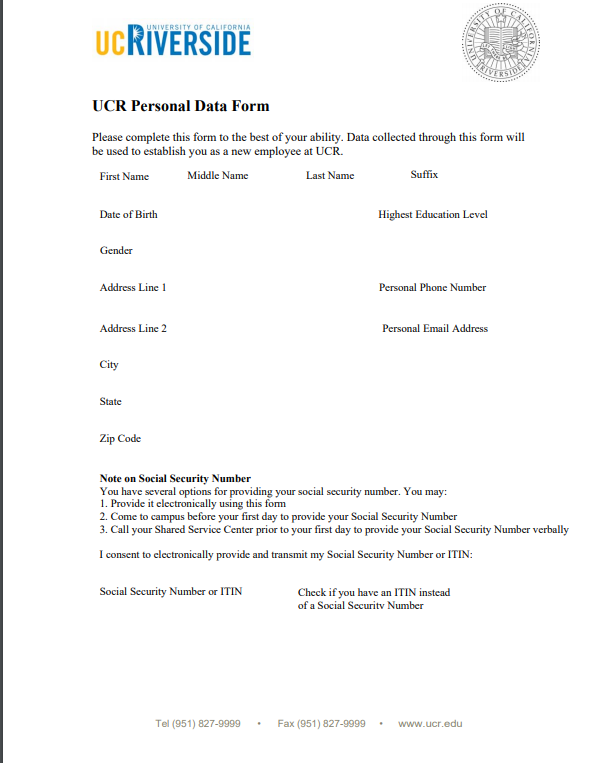 UNIVERSITY OF CALIFORNIA
UCRIVERSIDE
UNIVERSITY OF CALIFORNIA
RIVERSIDE
UCR Personal Data Form
Please complete this form to the best of your ability. Data collected through this form will
be used to establish you as a new employee at UCR.
First Name Middle Name Last Name Suffix
Date of Birth Highest Education Level
Gender
Address Line 1 Personal Phone Number
Address Line 2 Personal Email Address
City
State
Zip Code
Note on Social Security Number
You have several options for providing your social security number. You may:
1. Provide it electronically using this form
2. Come to campus before your first day to provide your Social Security Number
3. Call your Shared Service Center prior to your first day to provide your Social Security Number verbally
I consent to electronically provide and transmit my Social Security Number or ITIN:
Social Security Number or ITIN Check if you have an ITIN instead
of a Social Security Number
Tel (951) 827-9999 • Fax (951) 827-9999 • www.ucr.edu